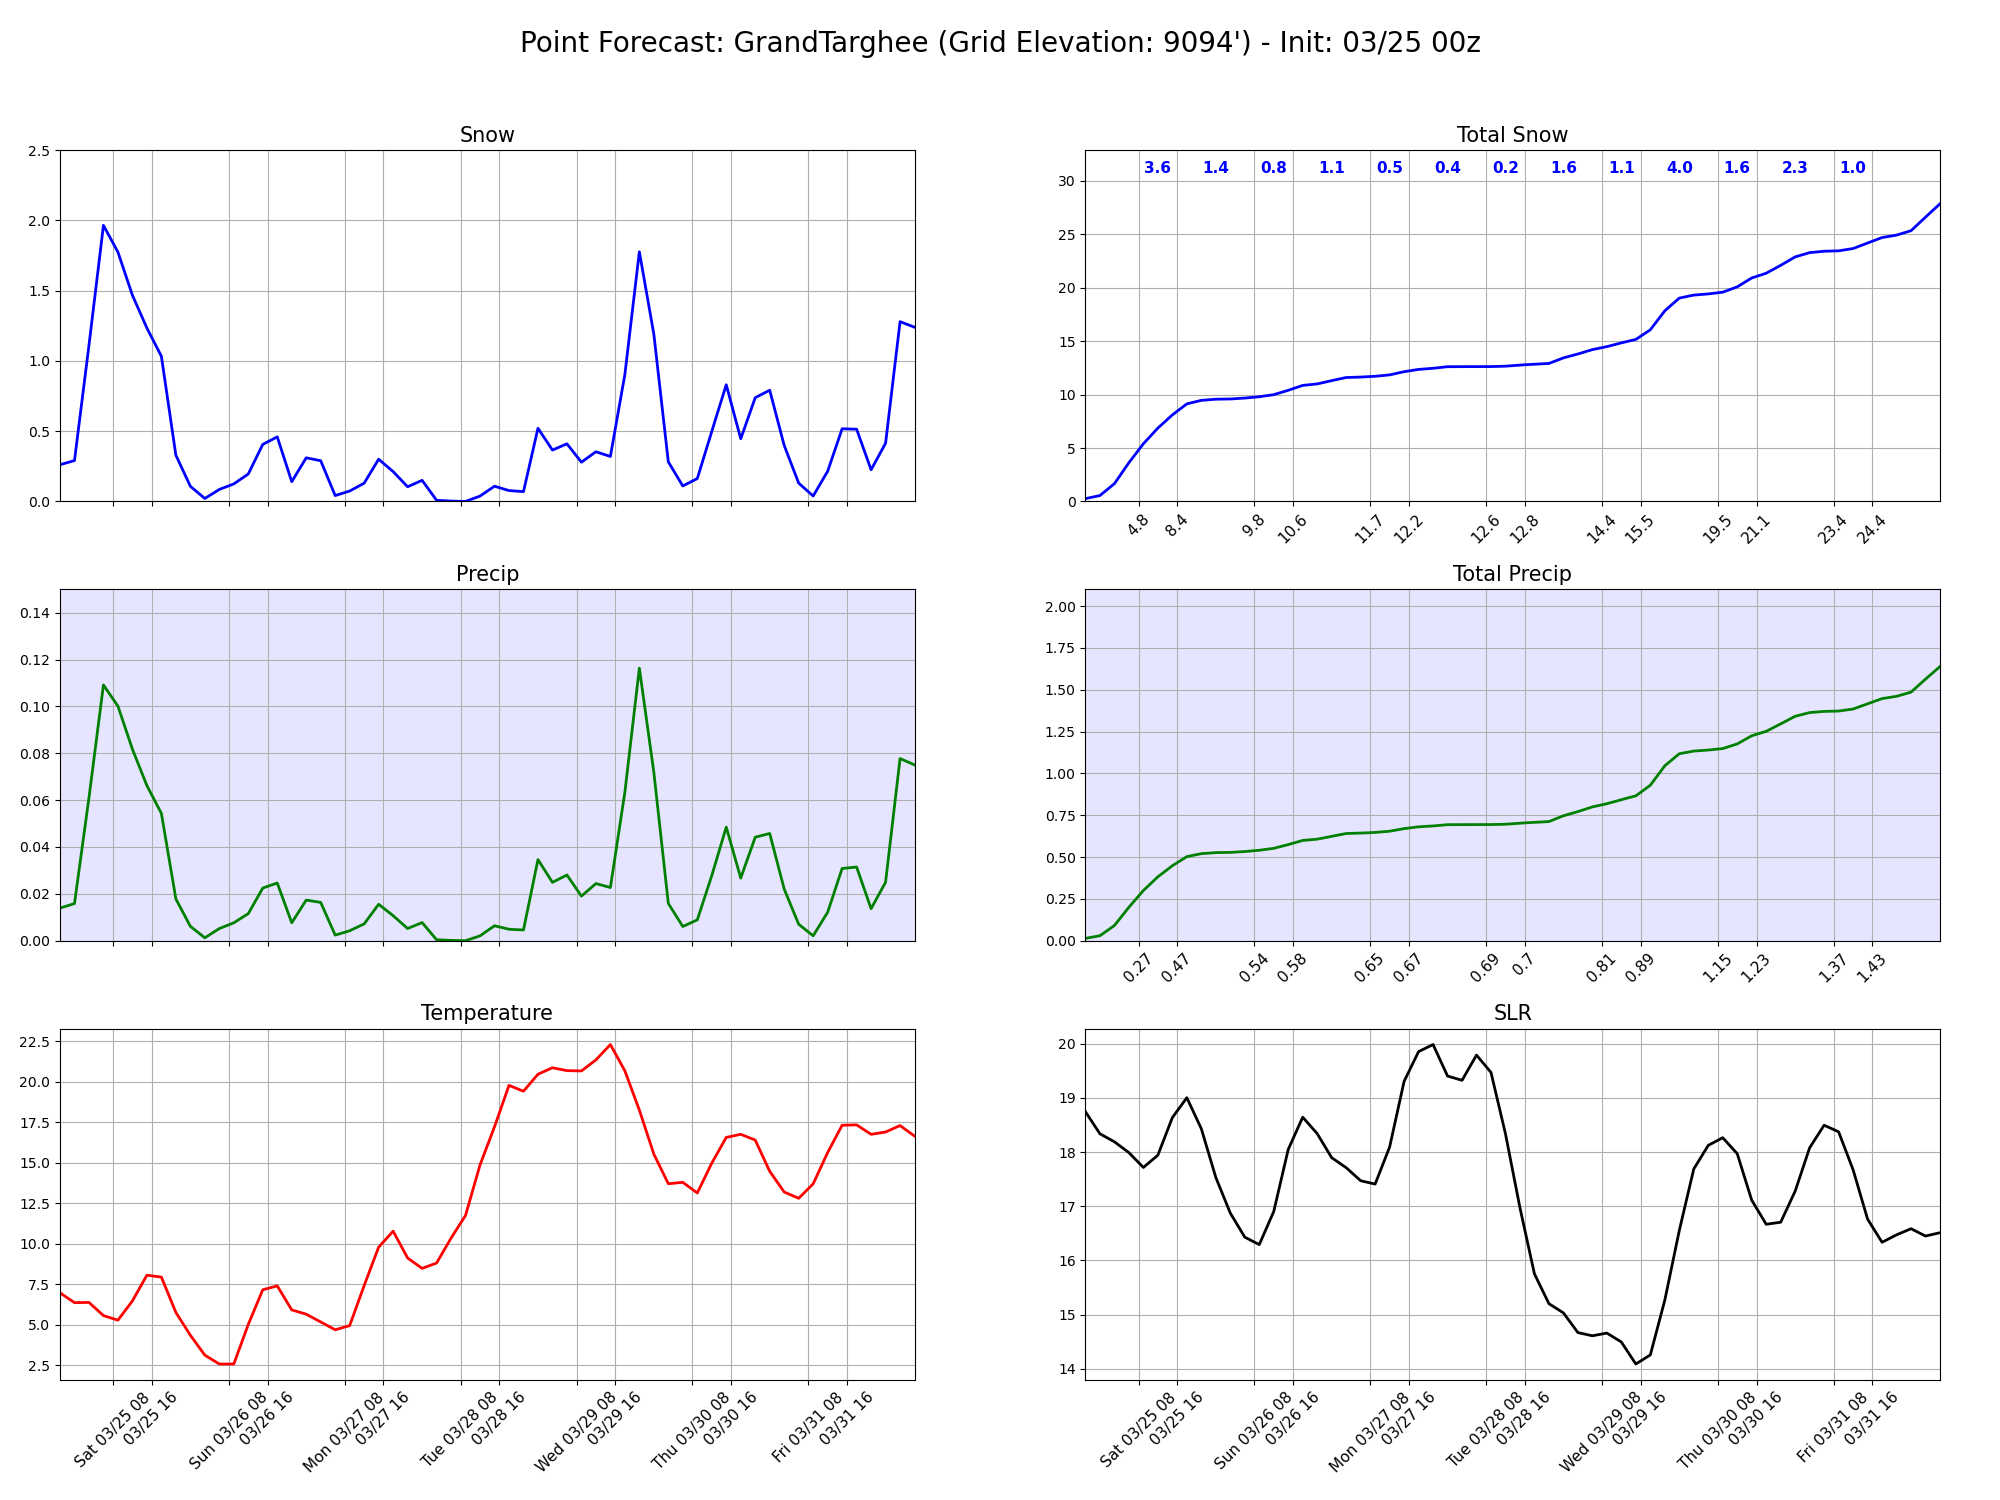 Point Forecast: GrandTarghee (Grid Elevation: 9094') - Init: 03/25 00z
Snow
2.5
2.0
1.5
1.0
0.5
0.0
Total Snow
3.6 1.4 0.8 1.1 0.5 0.4 0.2 1.6 1.1 4.0 1.6 2.3 1.0
30
25
20
15
10
5
0
4.8 8.4 9.8 10.6 11.7 12.2 12.6 12.8 14.4 15.5 19.5 21.1 23.4 24.4
Precip
0.14
0.12
0.10
0.08
0.06
0.04
0.02
0.00
Total Precip
2.00
1.75
1.50
1.25
1.00
0.75
0.50
0.25
0.00
0.27 0.47 0.54 0.58 0.65 0.67 0.69 0.7 0.81 0.89 1.15 1.23 1.37 1.43
Temperature
22.5
20.0
17.5
15.0
12.5
10.0
7.5
5.0
2.5
Sat 03/25 08
03/25 16
Sun 03/26 08
03/26 16
Mon 03/27 08
03/27 16
Tue 03/28 08
03/28 16
Wed 03/29 08
03/29 16
Thu 03/30 08
03/30 16
Fri 03/31 08
03/31 16
SLR
20
19
18
17
16
15
14
Sat 03/25 08
03/25 16
Sun 03/26 08
03/26 16
Mon 03/27 08
03/27 16
Tue 03/28 08
03/28 16
Wed 03/29 08
03/29 16
Thu 03/30 08
03/30 16
Fri 03/31 08
03/31 16